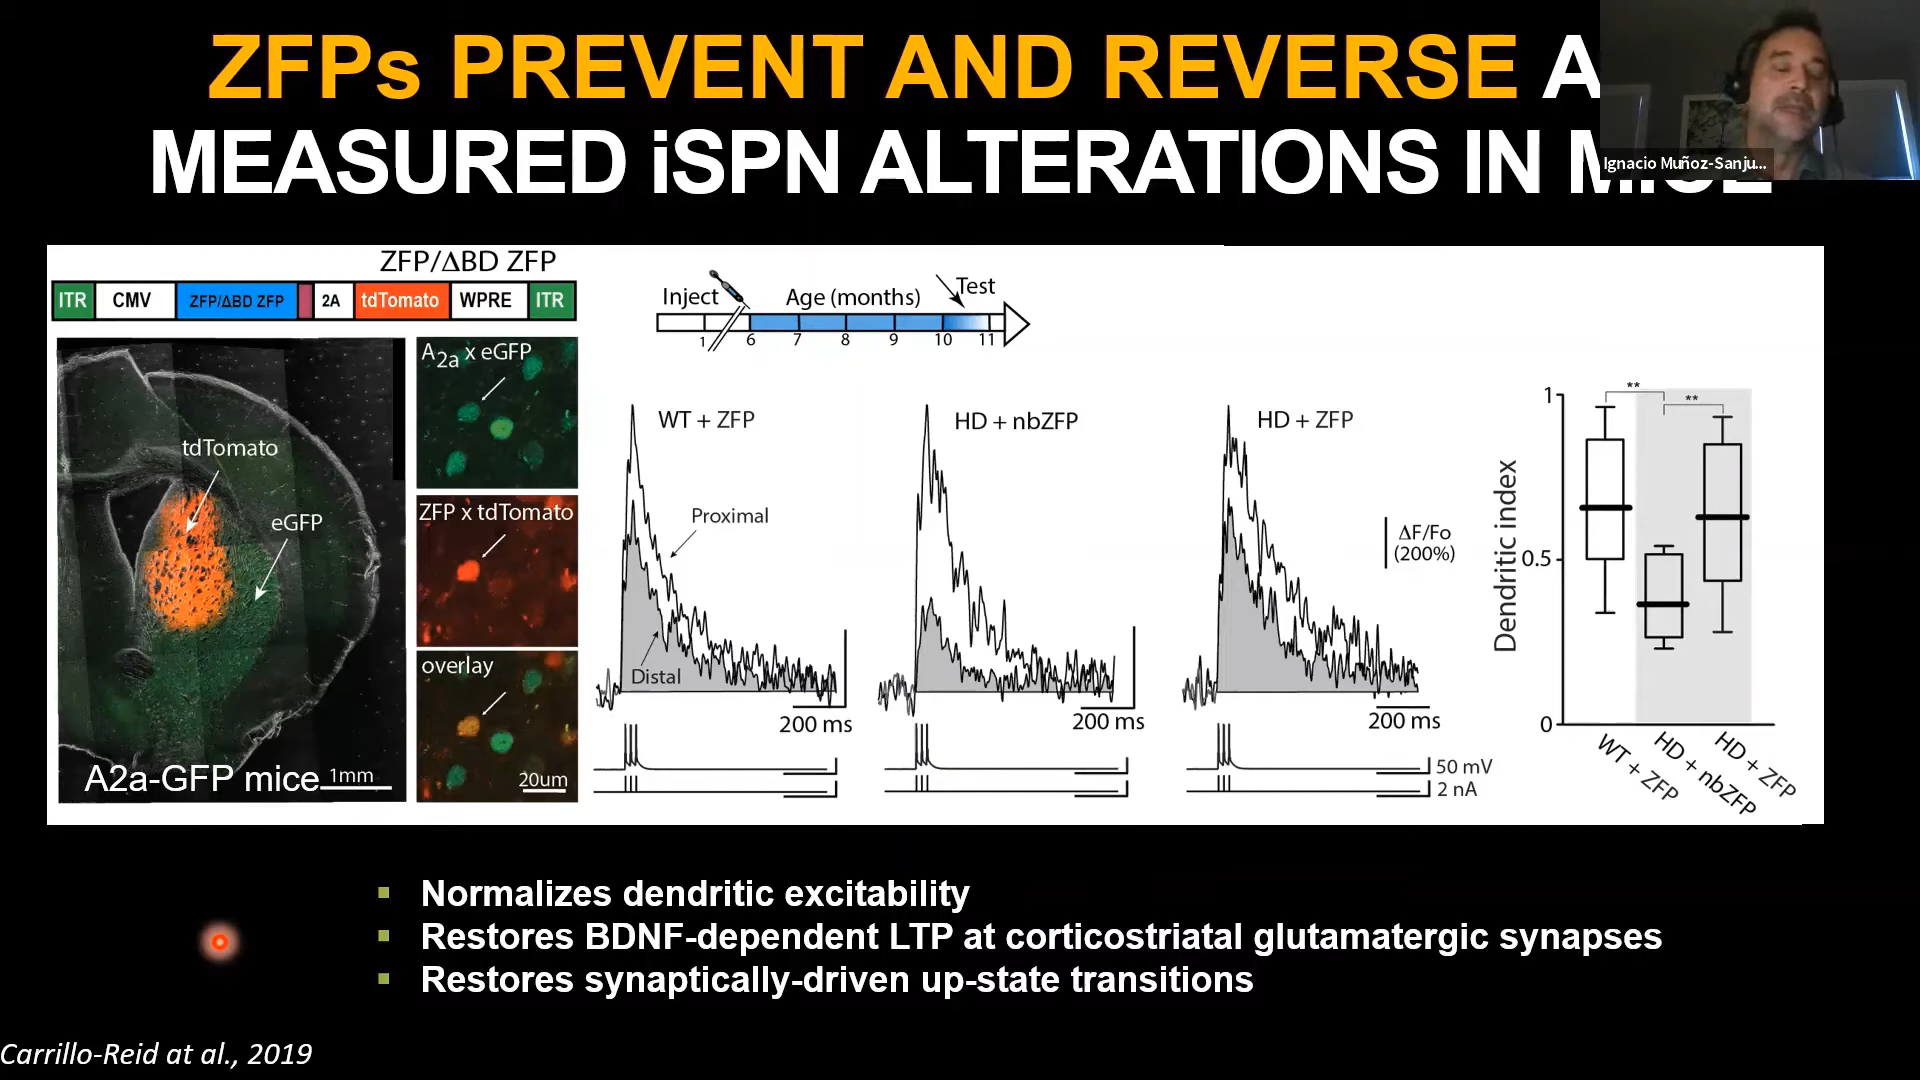 ZFPs PREVENT AND REVERSE A
MEASURED iSPN ALTERATIONS IN
Ignacio Muñoz-Sanju...
ZFP/ΔBD ZFP
ITR CMV ZFP/ΔBD ZFP 2A tdTomato WPRE ITR
tdTomato
eGFP
A2a-GFP mice 1mm
A2a x eGFP
ZFP x tdTomato
overlay
20um
Inject Age (months) Test
1 6 7 8 9 10 11
WT + ZFP
Proximal
Distal
200 ms
HD + nbZFP
200 ms
HD + ZFP
ΔF/Fo
(200%)
200 ms
50 mV
2 nA
Dendritic index
1
0.5
0
**
**
WT + ZFP
HD + nbZFP
HD + ZFP
▪ Normalizes dendritic excitability
▪ Restores BDNF-dependent LTP at corticostriatal glutamatergic synapses
▪ Restores synaptically-driven up-state transitions
Carrillo-Reid at al., 2019